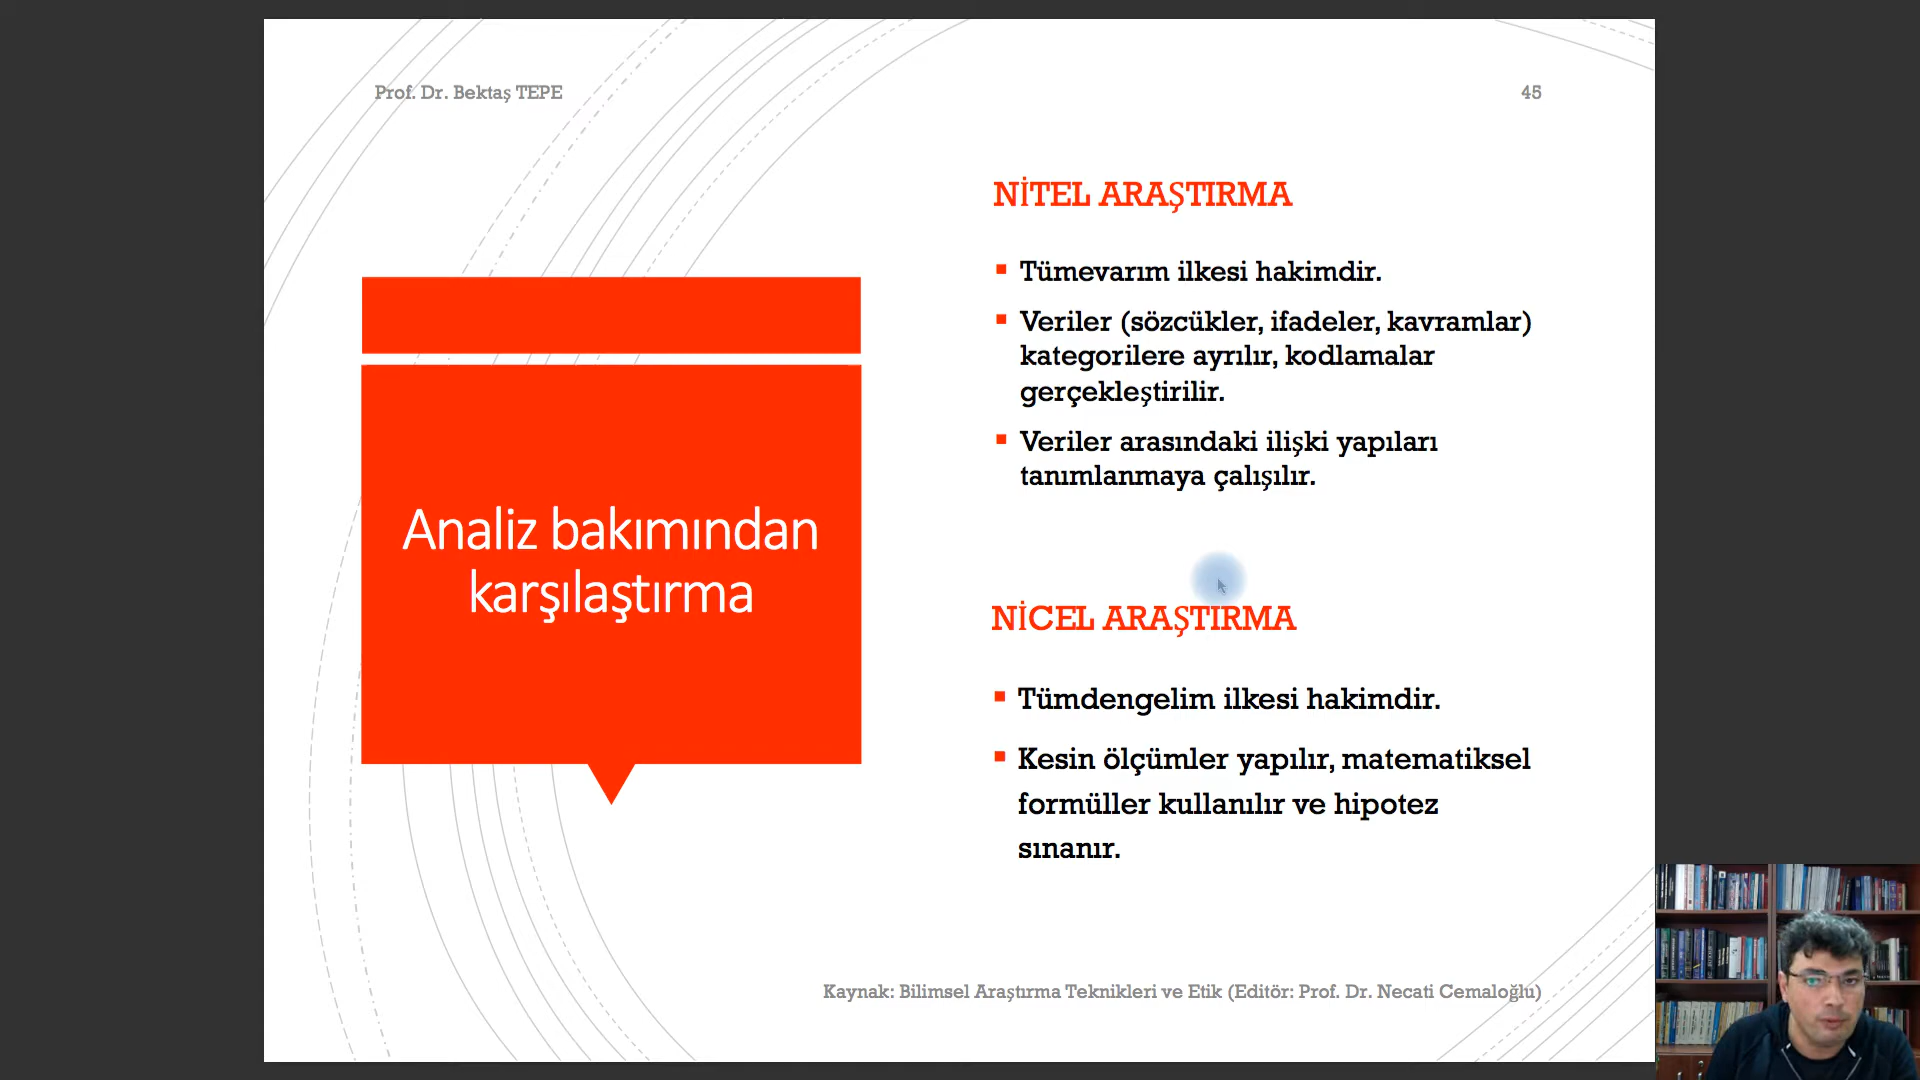 Prof. Dr. Bektaş TEPE
45
Analiz bakımından
karşılaştırma
NİTEL ARAŞTIRMA
Tümevarım ilkesi hakimdir.
Veriler (sözcükler, ifadeler, kavramlar)
kategorilere ayrılır, kodlamalar
gerçekleştirilir.
Veriler arasındaki ilişki yapıları
tanımlanmaya çalışılır.
NİCEL ARAŞTIRMA
Tümdengelim ilkesi hakimdir.
Kesin ölçümler yapılır, matematiksel
formüller kullanılır ve hipotez
sınanır.
Kaynak: Bilimsel Araştırma Teknikleri ve Etik (Editör: Prof. Dr. Necati Cemaloğlu)